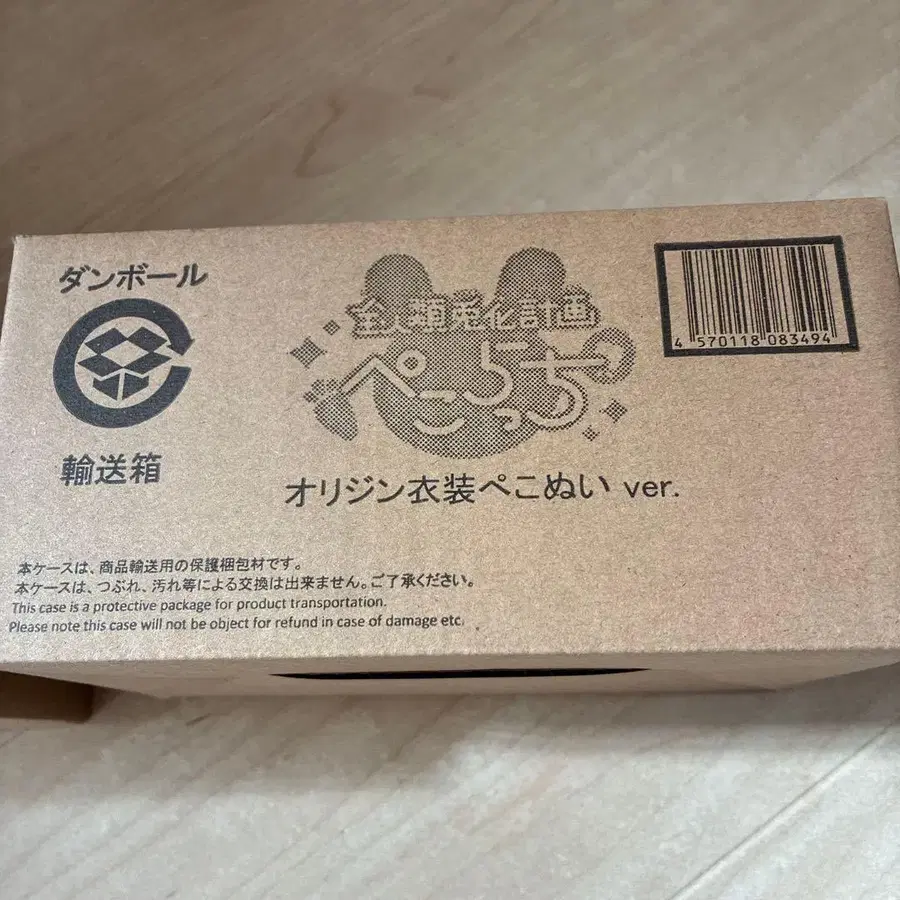 ダンボール
輸送箱
全人類兎化計画
ぺこらっち
オリジン衣装ぺこぬい ver.
4 570118 083494
本ケースは、商品輸送用の保護梱包材です。
本ケースは、つぶれ、汚れ等による交換は出来ません。ご了承ください。
This case is a protective package for product transportation.
Please note this case will not be object for refund in case of damage etc.